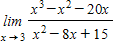 lim x→3 x³−x²−20x / x²−8x+15